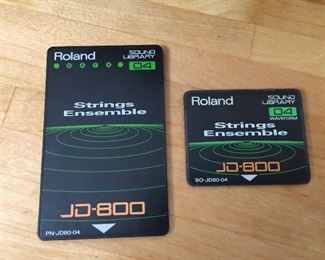 Roland
SOUND
LIBRARY
DATA
04
Strings
Ensemble
JD-800
PN-JD80-04
Roland
SOUND
LIBRARY
04
WAVEFORM
Strings
Ensemble
JD-800
SO-JD80-04